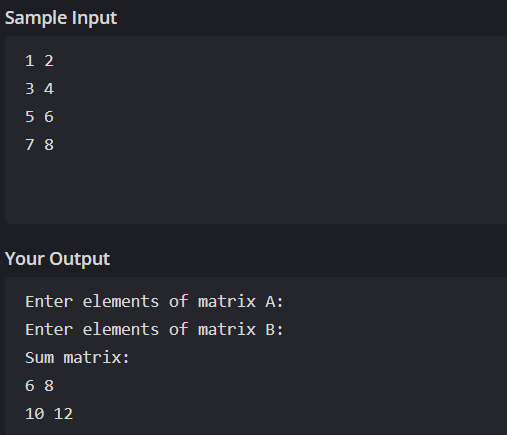 Sample Input
1 2
3 4
5 6
7 8
Your Output
Enter elements of matrix A:
Enter elements of matrix B:
Sum matrix:
6 8
10 12